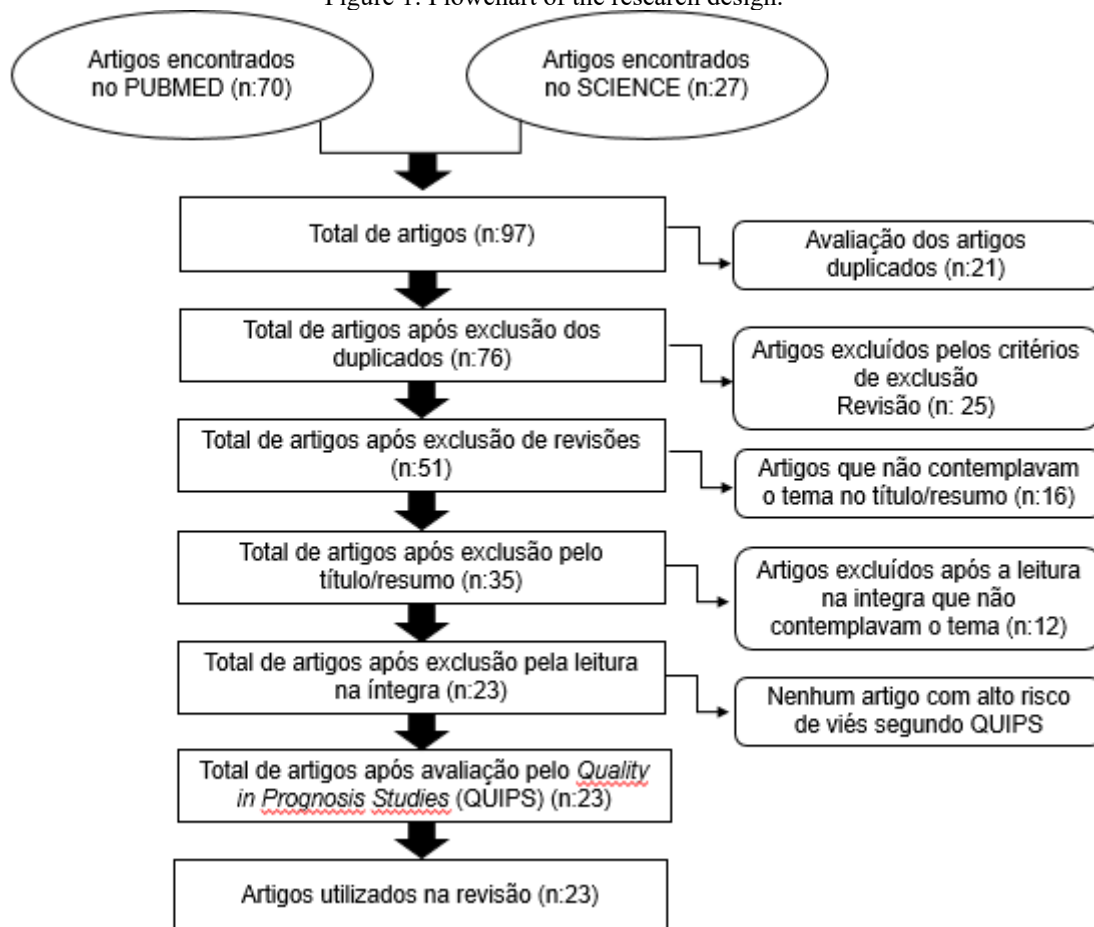 Figure 1. Flowchart of the research design.
Artigos encontrados
no PUBMED (n:70)
Artigos encontrados
no SCIENCE (n:27)
Total de artigos (n:97)
Avaliação dos artigos
duplicados (n:21)
Total de artigos após exclusão dos
duplicados (n:76)
Artigos excluídos pelos critérios
de exclusão
Revisão (n: 25)
Total de artigos após exclusão de revisões
(n:51)
Artigos que não contemplavam
o tema no título/resumo (n:16)
Total de artigos após exclusão pelo
título/resumo (n:35)
Artigos excluídos após a leitura
na integra que não
contemplavam o tema (n:12)
Total de artigos após exclusão pela leitura
na íntegra (n:23)
Nenhum artigo com alto risco
de viés segundo QUIPS
Total de artigos após avaliação pelo Quality
in Prognosis Studies (QUIPS) (n:23)
Artigos utilizados na revisão (n:23)